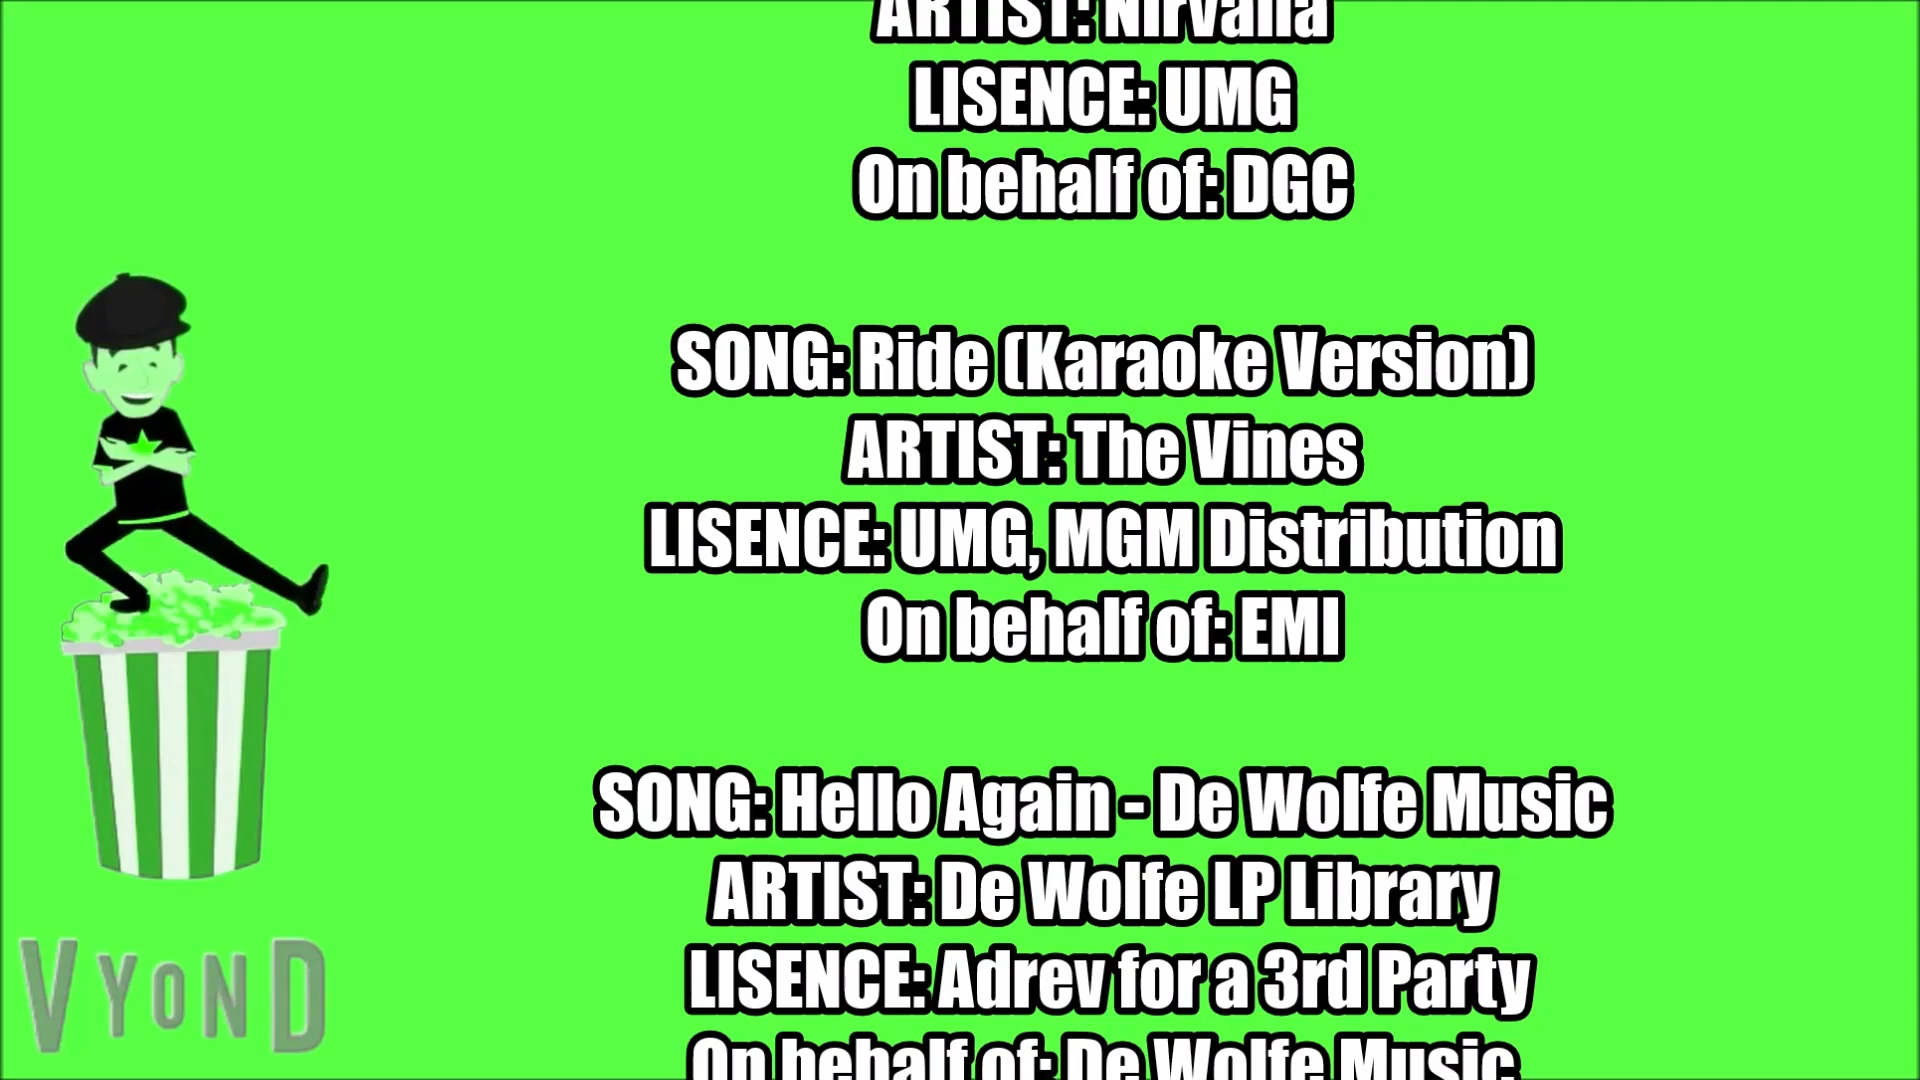 ARTIST: Nirvana
LISENCE: UMG
On behalf of: DGC
SONG: Ride (Karaoke Version)
ARTIST: The Vines
LISENCE: UMG, MGM Distribution
On behalf of: EMI
SONG: Hello Again - De Wolfe Music
ARTIST: De Wolfe LP Library
LISENCE: Adrev for a 3rd Party
On behalf of: De Wolfe Music
VYOND